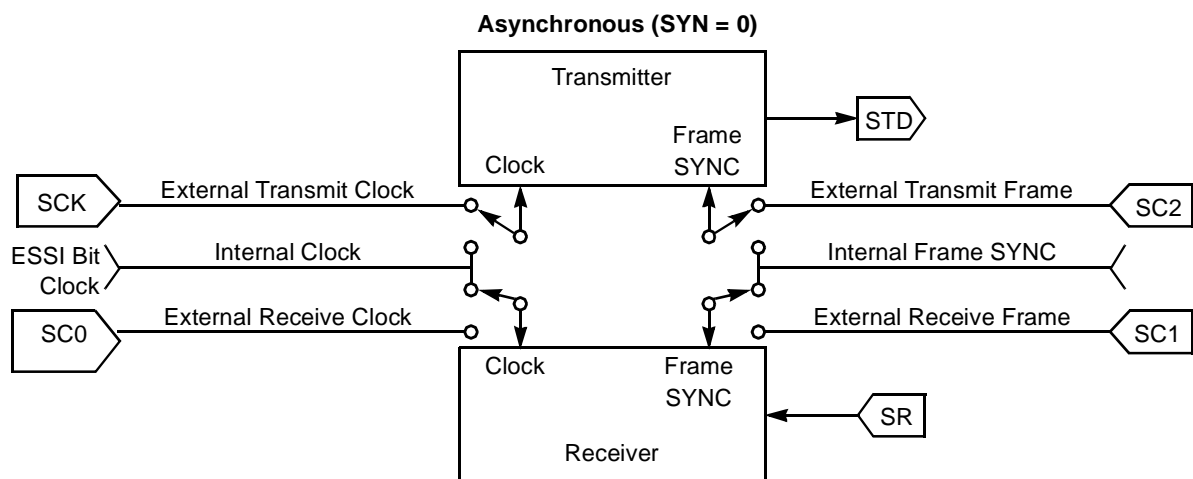 Asynchronous (SYN = 0)
Transmitter
STD
Frame
SYNC
Clock
SCK
External Transmit Clock
External Transmit Frame
SC2
ESSI Bit
Clock
Internal Clock
Internal Frame SYNC
SC0
External Receive Clock
External Receive Frame
SC1
Clock
Frame
SYNC
SR
Receiver